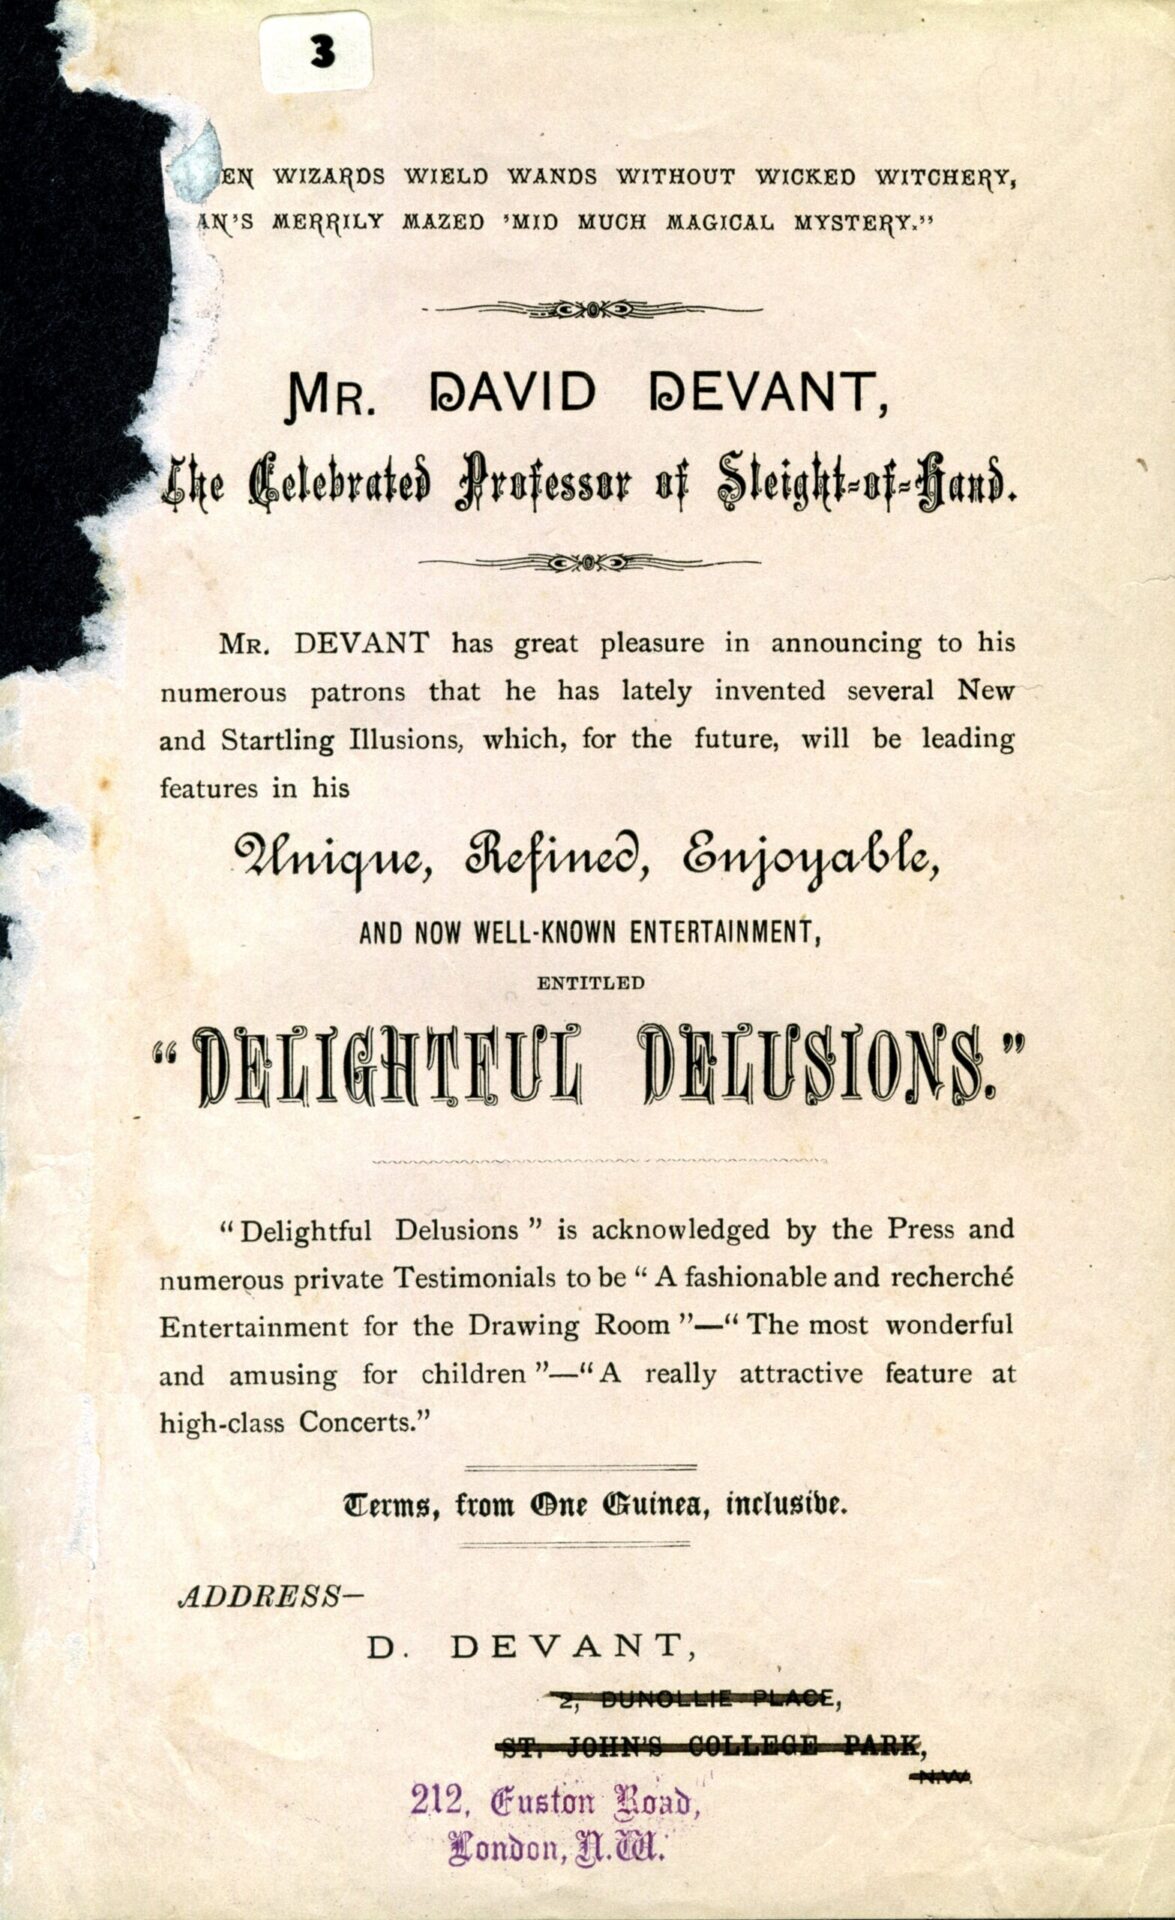 3
EN WIZARDS WIELD WANDS WITHOUT WICKED WITCHERY,
AN'S MERRILY MAZED 'MID MUCH MAGICAL MYSTERY."
MR. DAVID DEVANT,
The Celebrated Professor of Sleight-of-Hand.
MR. DEVANT has great pleasure in announcing to his
numerous patrons that he has lately invented several New
and Startling Illusions, which, for the future, will be leading
features in his
Unique, Refined, Enjoyable,
AND NOW WELL-KNOWN ENTERTAINMENT,
ENTITLED
"DELIGHTFUL DELUSIONS."
"Delightful Delusions" is acknowledged by the Press and
numerous private Testimonials to be "A fashionable and recherché
Entertainment for the Drawing Room"—"The most wonderful
and amusing for children"—"A really attractive feature at
high-class Concerts."
Terms, from One Guinea, inclusive.
ADDRESS—
D. DEVANT,
2, DUNOLLIE PLACE,
ST. JOHN'S COLLEGE PARK,
N.W.
212, Euston Road,
London, N.W.